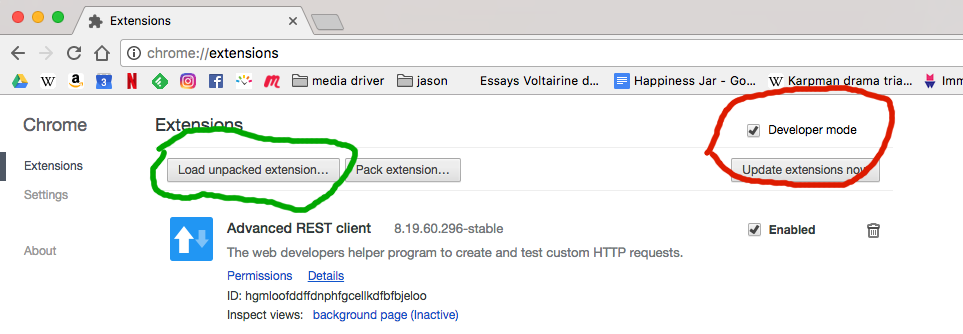 Extensions
chrome://extensions
W a 3 N m media driver jason Essays Voltairine d... Happiness Jar - Go... W Karpman drama tria... Imm
Chrome Extensions Developer mode
Extensions Load unpacked extension... Pack extension... Update extensions now
Settings
Advanced REST client 8.19.60.296-stable Enabled
About The web developers helper program to create and test custom HTTP requests.
Permissions Details
ID: hgmloofddffdnphfgcellkdfbfbjeloo
Inspect views: background page (Inactive)